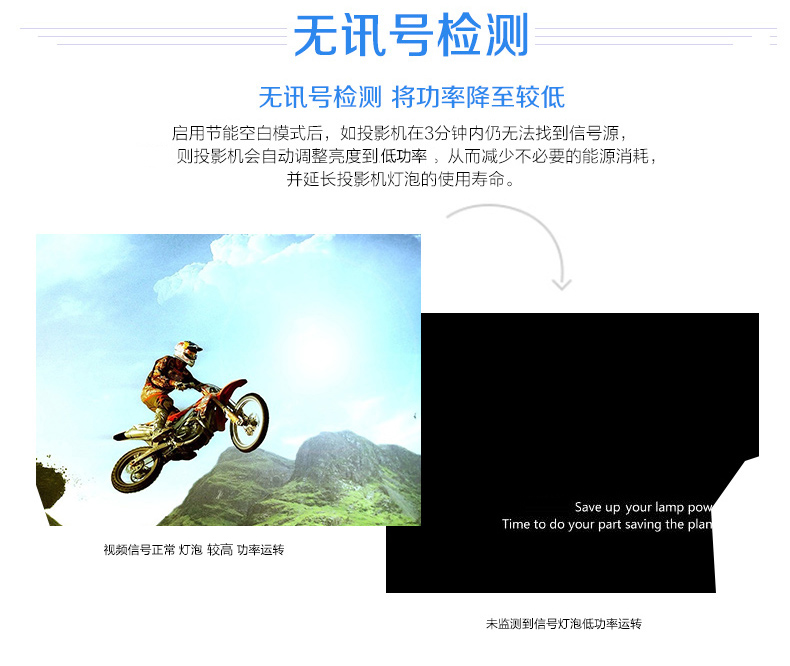 无讯号检测
无讯号检测 将功率降至较低
启用节能空白模式后，如投影机在3分钟内仍无法找到信号源，
则投影机会自动调整亮度到低功率 。从而减少不必要的能源消耗，
并延长投影机灯泡的使用寿命。
Save up your lamp pow
Time to do your part saving the plan
视频信号正常 灯泡 较高 功率运转
未监测到信号灯泡低功率运转